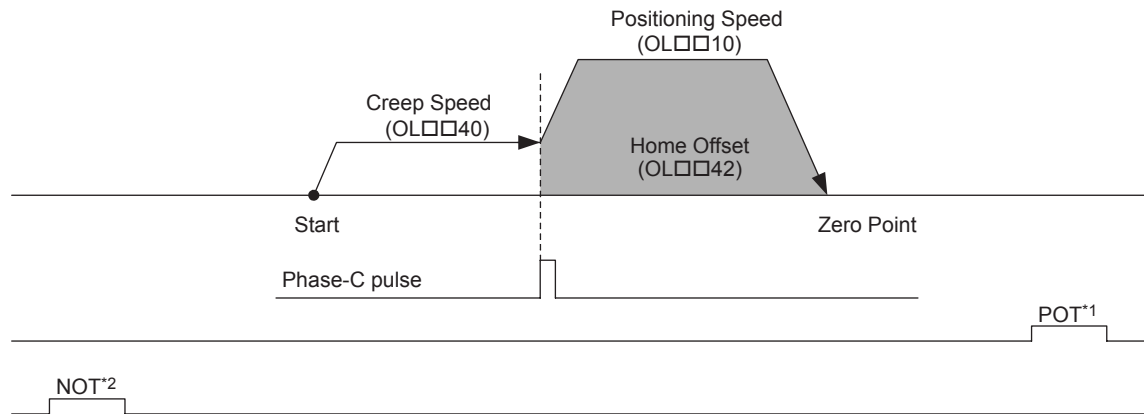 Positioning Speed
(OL□□10)
Creep Speed
(OL□□40)
Home Offset
(OL□□42)
Start
Zero Point
Phase-C pulse
POT*1
NOT*2